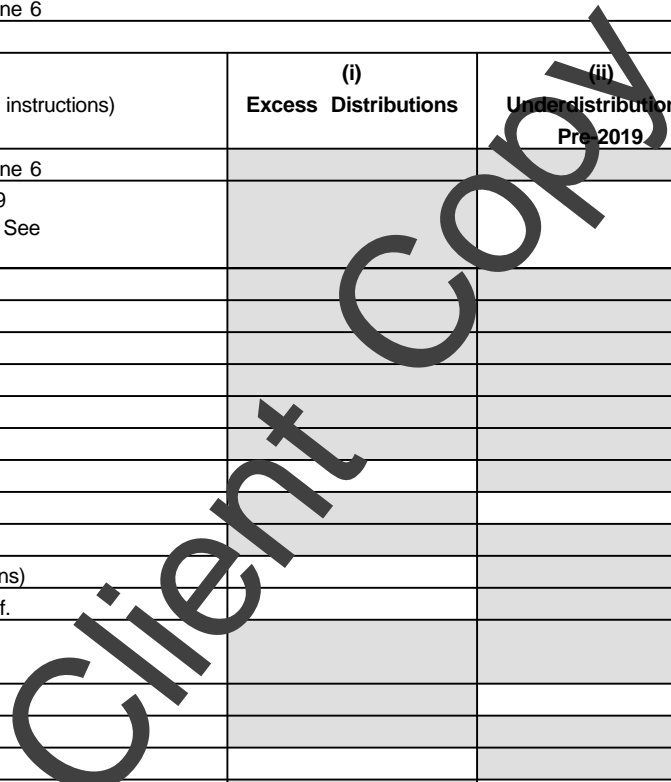 ne 6
instructions)
(i)
Excess Distributions
(ii)
Underdistribution
Pre-2019
ne 6
9
See
ns)
f.
Client Copy